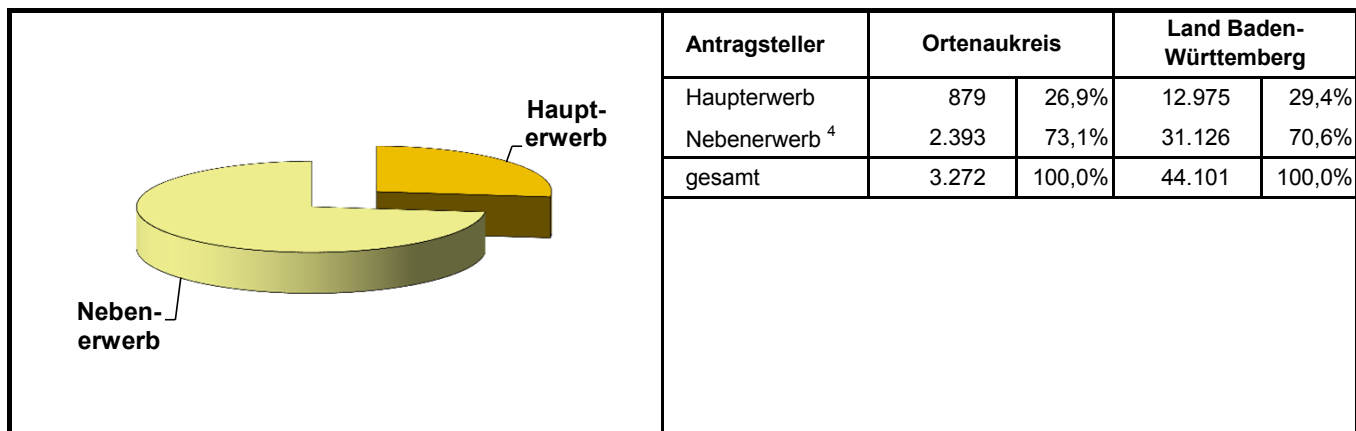 Haupt-
erwerb
Neben-
erwerb
Antragsteller Ortenaukreis Land Baden-
Württemberg
Haupterwerb 879 26,9% 12.975 29,4%
Nebenerwerb 4 2.393 73,1% 31.126 70,6%
gesamt 3.272 100,0% 44.101 100,0%